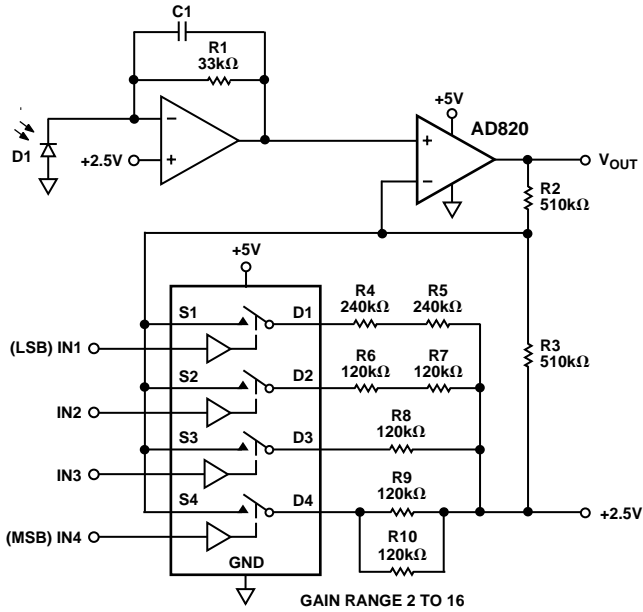 C1
R1
33kΩ
D1
+2.5V
+5V
AD820
VOUT
R2
510kΩ
+5V
S1
D1
R4
240kΩ
R5
240kΩ
(LSB) IN1
R3
510kΩ
S2
D2
R6
120kΩ
R7
120kΩ
IN2
S3
D3
R8
120kΩ
IN3
S4
D4
R9
120kΩ
+2.5V
(MSB) IN4
R10
120kΩ
GND
GAIN RANGE 2 TO 16